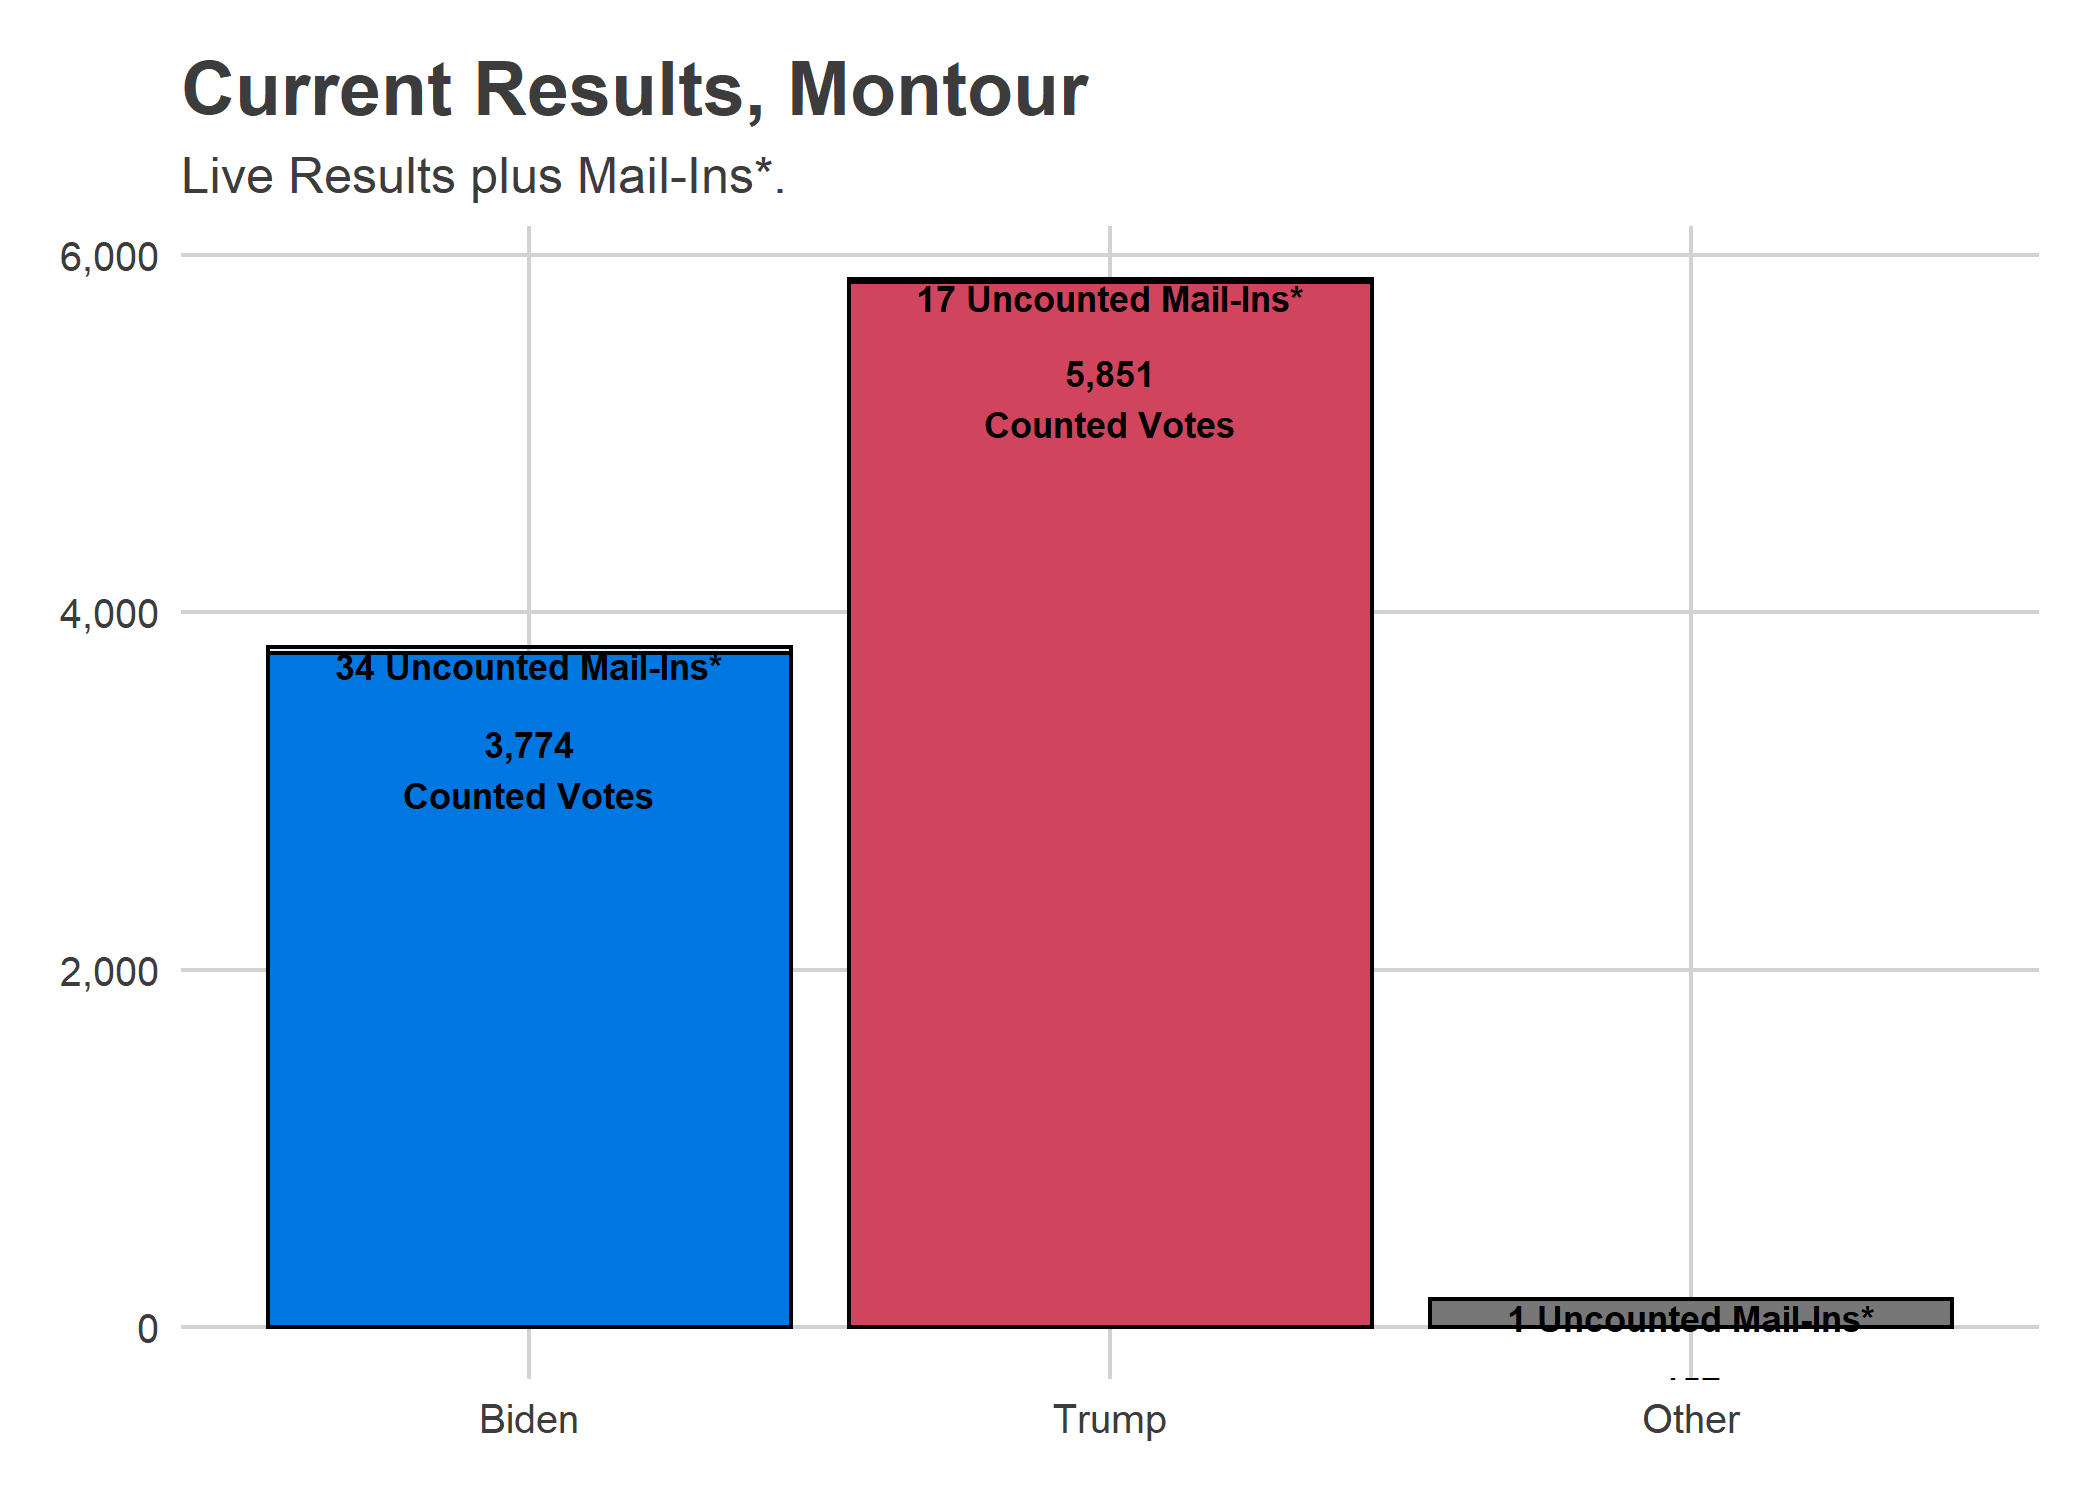 Current Results, Montour
Live Results plus Mail-Ins*.
6,000
4,000
2,000
0
17 Uncounted Mail-Ins*
5,851
Counted Votes
34 Uncounted Mail-Ins*
3,774
Counted Votes
1 Uncounted Mail-Ins*
Biden
Trump
Other